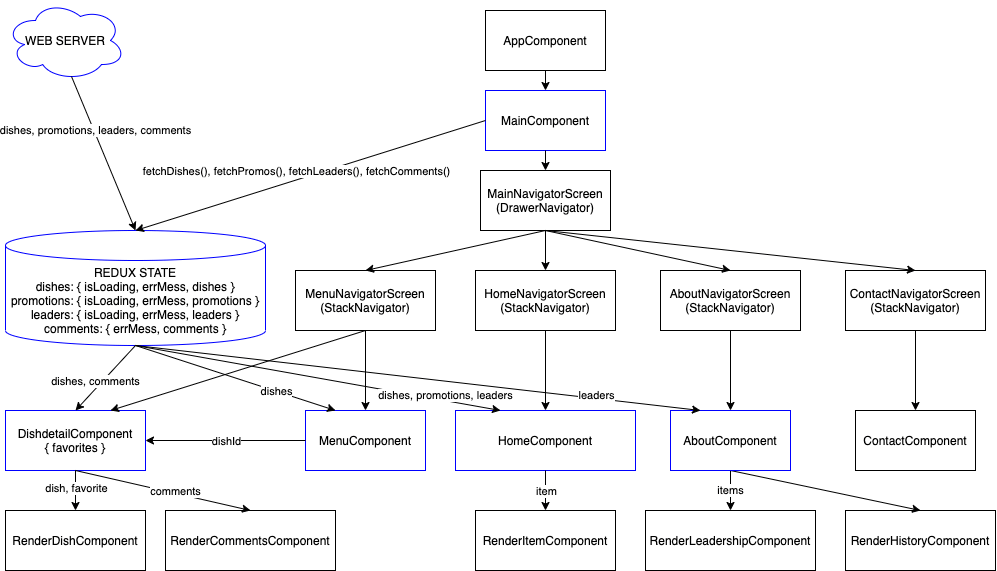 WEB SERVER
AppComponent
dishes, promotions, leaders, comments
MainComponent
fetchDishes(), fetchPromos(), fetchLeaders(), fetchComments()
MainNavigatorScreen
(DrawerNavigator)
REDUX STATE
dishes: { isLoading, errMess, dishes }
promotions: { isLoading, errMess, promotions }
leaders: { isLoading, errMess, leaders }
comments: { errMess, comments }
MenuNavigatorScreen
(StackNavigator)
HomeNavigatorScreen
(StackNavigator)
AboutNavigatorScreen
(StackNavigator)
ContactNavigatorScreen
(StackNavigator)
dishes, comments
dishes
dishes, promotions, leaders
leaders
DishdetailComponent
{ favorites }
dishId
MenuComponent
HomeComponent
AboutComponent
ContactComponent
dish, favorite
comments
item
items
RenderDishComponent
RenderCommentsComponent
RenderItemComponent
RenderLeadershipComponent
RenderHistoryComponent